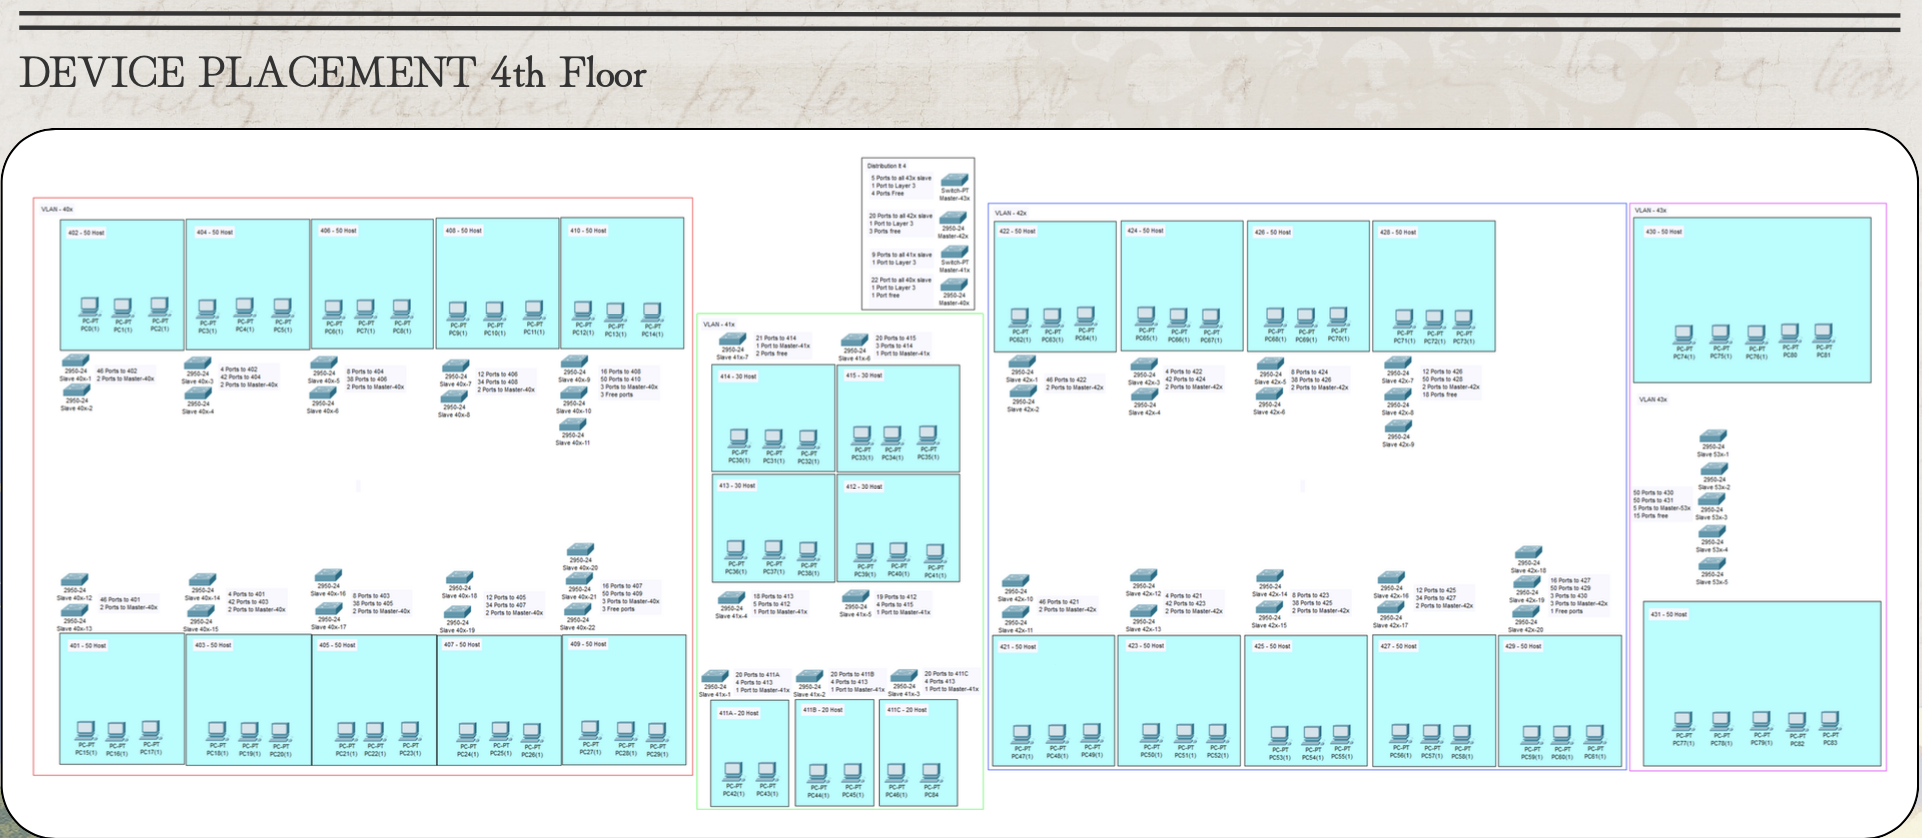 DEVICE PLACEMENT 4th Floor
Distribution lt 4
5 Ports to all 43x slave
1 Port to Layer 3
4 Ports Free
Switch-PT
Master-43x
20 Ports to all 42x slave
1 Port to Layer 3
3 Ports free
2950-24
Master-42x
9 Ports to all 41x slave
1 Port to Layer 3
Switch-PT
Master-41x
22 Port to all 40x slave
1 Port to Layer 3
1 Port free
2950-24
Master-40x
VLAN - 40x
402 - 50 Host
PC-PT PC-PT PC-PT
PC0(1) PC1(1) PC2(1)
404 - 50 Host
PC-PT PC-PT PC-PT
PC3(1) PC4(1) PC5(1)
406 - 50 Host
PC-PT PC-PT PC-PT
PC6(1) PC7(1) PC8(1)
408 - 50 Host
PC-PT PC-PT PC-PT
PC9(1) PC10(1) PC11(1)
410 - 50 Host
PC-PT PC-PT PC-PT
PC12(1) PC13(1) PC14(1)
2950-24
Slave 40x-1
2950-24
Slave 40x-2
46 Ports to 402
2 Ports to Master-40x
2950-24
Slave 40x-3
2950-24
Slave 40x-4
4 Ports to 402
42 Ports to 404
2 Ports to Master-40x
2950-24
Slave 40x-5
2950-24
Slave 40x-6
8 Ports to 404
38 Ports to 406
2 Ports to Master-40x
2950-24
Slave 40x-7
2950-24
Slave 40x-8
12 Ports to 406
34 Ports to 408
2 Ports to Master-40x
2950-24
Slave 40x-9
2950-24
Slave 40x-10
2950-24
Slave 40x-11
16 Ports to 408
50 Ports to 410
3 Ports to Master-40x
3 Free ports
2950-24
Slave 40x-12
2950-24
Slave 40x-13
46 Ports to 401
2 Ports to Master-40x
2950-24
Slave 40x-14
2950-24
Slave 40x-15
4 Ports to 401
42 Ports to 403
2 Ports to Master-40x
2950-24
Slave 40x-16
2950-24
Slave 40x-17
8 Ports to 403
38 Ports to 405
2 Ports to Master-40x
2950-24
Slave 40x-18
2950-24
Slave 40x-19
12 Ports to 405
34 Ports to 407
2 Ports to Master-40x
2950-24
Slave 40x-20
2950-24
Slave 40x-21
2950-24
Slave 40x-22
16 Ports to 407
50 Ports to 409
3 Ports to Master-40x
3 Free ports
401 - 50 Host
PC-PT PC-PT PC-PT
PC15(1) PC16(1) PC17(1)
403 - 50 Host
PC-PT PC-PT PC-PT
PC18(1) PC19(1) PC20(1)
405 - 50 Host
PC-PT PC-PT PC-PT
PC21(1) PC22(1) PC23(1)
407 - 50 Host
PC-PT PC-PT PC-PT
PC24(1) PC25(1) PC26(1)
409 - 50 Host
PC-PT PC-PT PC-PT
PC27(1) PC28(1) PC29(1)
VLAN - 41x
2950-24
Slave 41x-7
21 Ports to 414
1 Port to Master-41x
2 Ports free
2950-24
Slave 41x-6
20 Ports to 415
3 Ports to 414
1 Port to Master-41x
414 - 30 Host
PC-PT PC-PT PC-PT
PC30(1) PC31(1) PC32(1)
415 - 30 Host
PC-PT PC-PT PC-PT
PC33(1) PC34(1) PC35(1)
413 - 30 Host
PC-PT PC-PT PC-PT
PC36(1) PC37(1) PC38(1)
412 - 30 Host
PC-PT PC-PT PC-PT
PC39(1) PC40(1) PC41(1)
2950-24
Slave 41x-4
18 Ports to 413
5 Ports to 412
1 Port to Master-41x
2950-24
Slave 41x-5
19 Ports to 412
4 Ports to 415
1 Port to Master-41x
2950-24
Slave 41x-1
20 Ports to 411A
4 Ports to 413
1 Port to Master-41x
2950-24
Slave 41x-2
20 Ports to 411B
4 Ports to 413
1 Port to Master-41x
2950-24
Slave 41x-3
20 Ports to 411C
4 Ports 413
1 Port to Master-41x
411A - 20 Host
PC-PT PC-PT
PC42(1) PC43(1)
411B - 20 Host
PC-PT PC-PT
PC44(1) PC45(1)
411C - 20 Host
PC-PT PC-PT
PC46(1) PC84
VLAN - 42x
422 - 50 Host
PC-PT PC-PT PC-PT
PC62(1) PC63(1) PC64(1)
424 - 50 Host
PC-PT PC-PT PC-PT
PC65(1) PC66(1) PC67(1)
426 - 50 Host
PC-PT PC-PT PC-PT
PC68(1) PC69(1) PC70(1)
428 - 50 Host
PC-PT PC-PT PC-PT
PC71(1) PC72(1) PC73(1)
2950-24
Slave 42x-1
2950-24
Slave 42x-2
46 Ports to 422
2 Ports to Master-42x
2950-24
Slave 42x-3
2950-24
Slave 42x-4
4 Ports to 422
42 Ports to 424
2 Ports to Master-42x
2950-24
Slave 42x-5
2950-24
Slave 42x-6
8 Ports to 424
38 Ports to 426
2 Ports to Master-42x
2950-24
Slave 42x-7
2950-24
Slave 42x-8
2950-24
Slave 42x-9
12 Ports to 426
50 Ports to 428
2 Ports to Master-42x
18 Ports free
2950-24
Slave 42x-10
2950-24
Slave 42x-11
46 Ports to 421
2 Ports to Master-42x
2950-24
Slave 42x-12
2950-24
Slave 42x-13
4 Ports to 421
42 Ports to 423
2 Ports to Master-42x
2950-24
Slave 42x-14
2950-24
Slave 42x-15
8 Ports to 423
38 Ports to 425
2 Ports to Master-42x
2950-24
Slave 42x-16
2950-24
Slave 42x-17
12 Ports to 425
34 Ports to 427
2 Ports to Master-42x
2950-24
Slave 42x-18
2950-24
Slave 42x-19
2950-24
Slave 42x-20
16 Ports to 427
50 Ports to 429
3 Ports to 430
3 Ports to Master-42x
1 Free ports
421 - 50 Host
PC-PT PC-PT PC-PT
PC47(1) PC48(1) PC49(1)
423 - 50 Host
PC-PT PC-PT PC-PT
PC50(1) PC51(1) PC52(1)
425 - 50 Host
PC-PT PC-PT PC-PT
PC53(1) PC54(1) PC55(1)
427 - 50 Host
PC-PT PC-PT PC-PT
PC56(1) PC57(1) PC58(1)
429 - 50 Host
PC-PT PC-PT PC-PT
PC59(1) PC60(1) PC61(1)
VLAN - 43x
430 - 50 Host
PC-PT PC-PT PC-PT PC-PT PC-PT
PC74(1) PC75(1) PC76(1) PC80 PC81
VLAN 43x
2950-24
Slave 53x-1
2950-24
Slave 53x-2
2950-24
Slave 53x-3
2950-24
Slave 53x-4
2950-24
Slave 53x-5
50 Ports to 430
50 Ports to 431
5 Ports to Master-53x
15 Ports free
431 - 50 Host
PC-PT PC-PT PC-PT PC-PT PC-PT
PC77(1) PC78(1) PC79(1) PC82 PC83